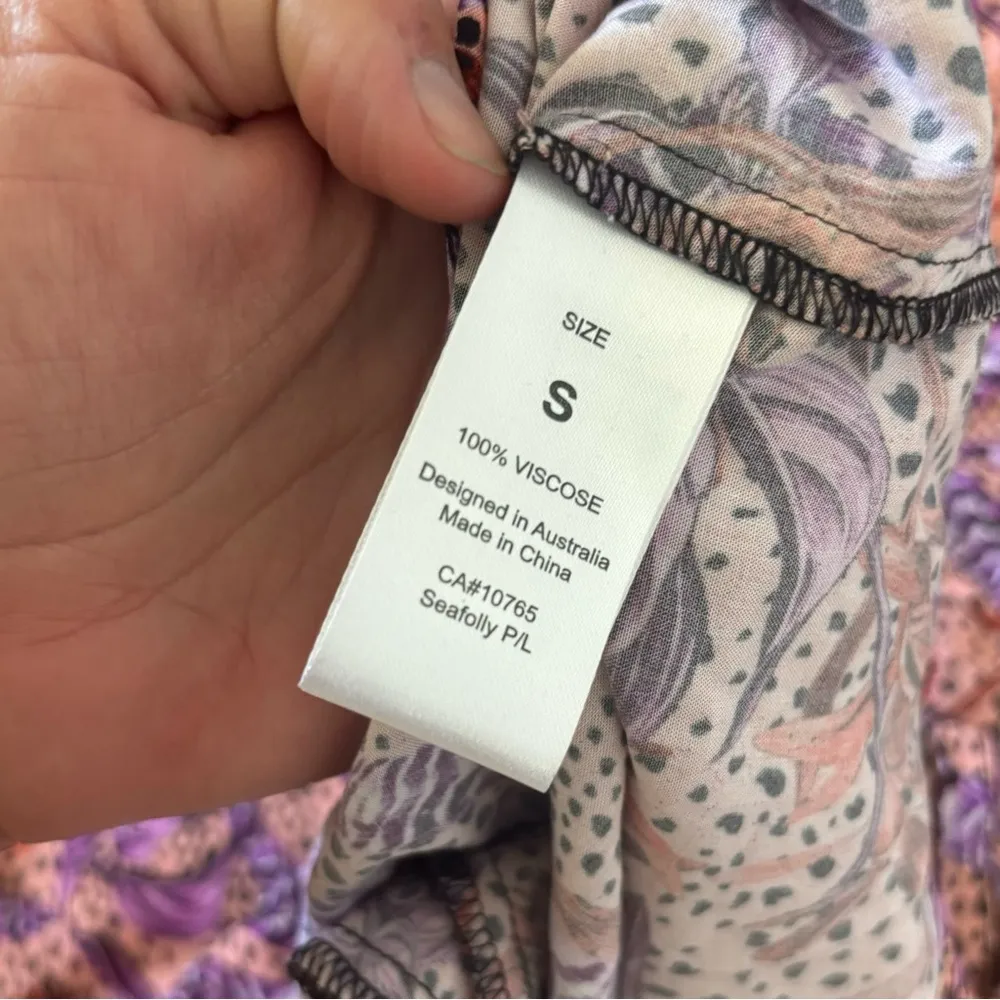 SIZE
S
100% VISCOSE
Designed in Australia
Made in China
CA#10765
Seafolly P/L